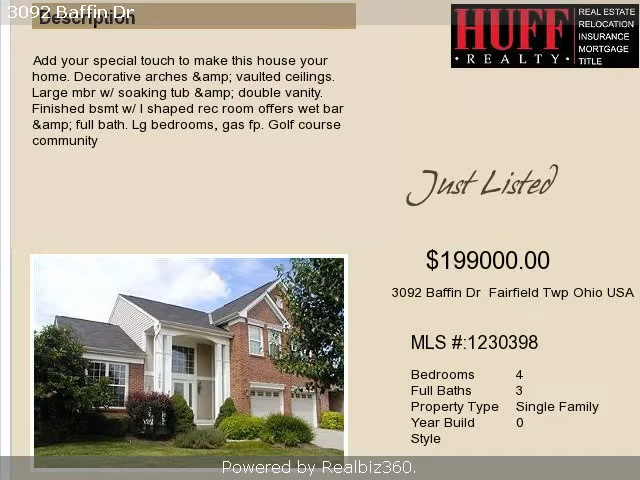 3092 Baffin Dr
Description
Add your special touch to make this house your
home. Decorative arches &amp; vaulted ceilings.
Large mbr w/ soaking tub &amp; double vanity.
Finished bsmt w/ l shaped rec room offers wet bar
&amp; full bath. Lg bedrooms, gas fp. Golf course
community
HUFF
·REALTY·
REAL ESTATE
RELOCATION
INSURANCE
MORTGAGE
TITLE
Just Listed
$199000.00
3092 Baffin Dr Fairfield Twp Ohio USA
MLS #:1230398
Bedrooms 4
Full Baths 3
Property Type Single Family
Year Build 0
Style
Powered by Realbiz360.